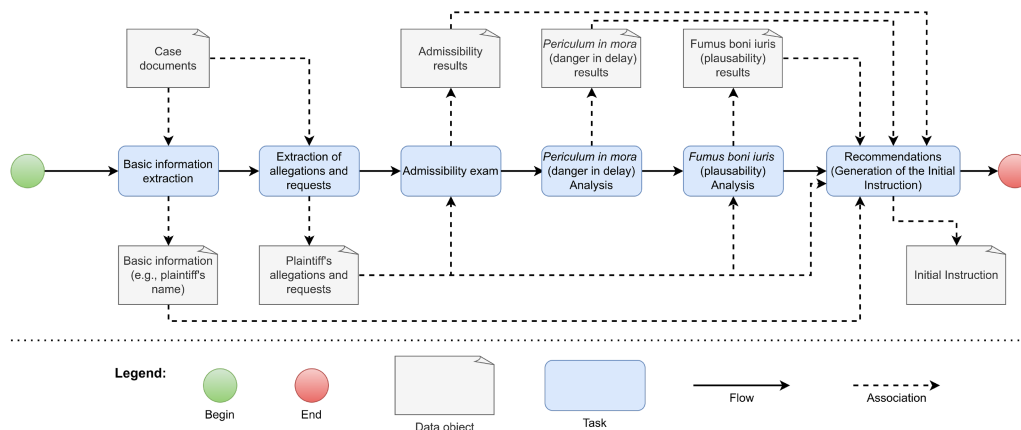 Case
documents
Admissibility
results
Periculum in mora
(danger in delay)
results
Fumus boni iuris
(plausability)
results
Basic information
extraction
Extraction of
allegations and
requests
Admissibility exam
Periculum in mora
(danger in delay)
Analysis
Fumus boni iuris
(plausability)
Analysis
Recommendations
(Generation of the Initial
Instruction)
Basic information
(e.g., plaintiff's
name)
Plaintiff's
allegations and
requests
Initial Instruction
Legend:
Begin
End
Data object
Task
Flow
Association